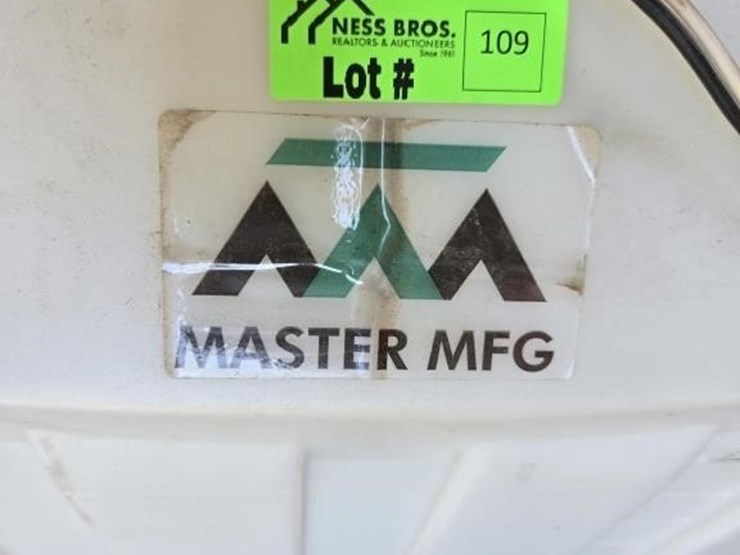 NESS BROS.
REALTORS & AUCTIONEERS
Since 1961
Lot #
109
MASTER MFG